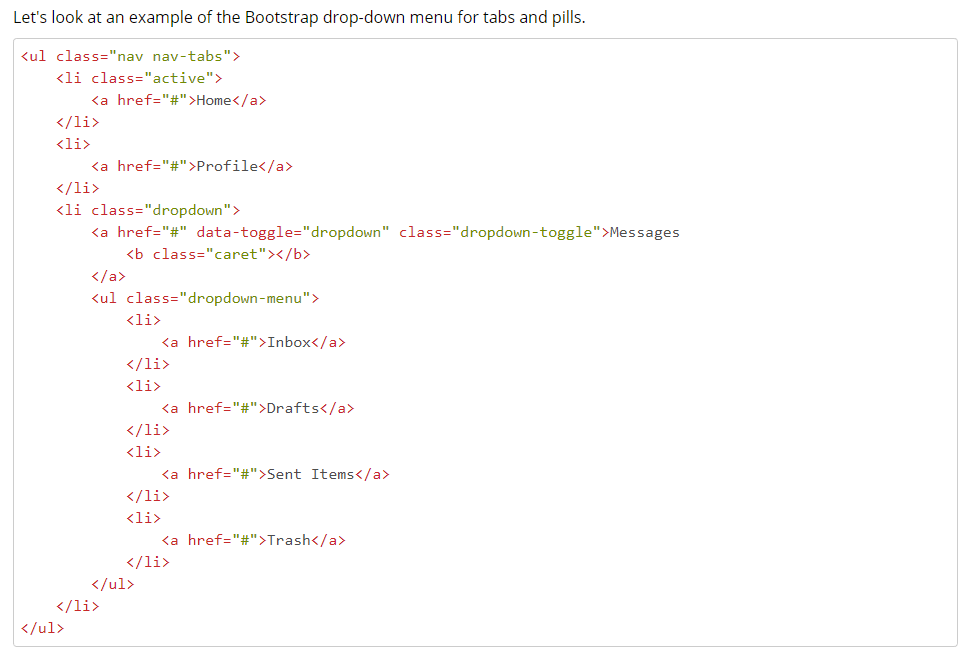 Let's look at an example of the Bootstrap drop-down menu for tabs and pills.
<ul class="nav nav-tabs">
    <li class="active">
        <a href="#">Home</a>
    </li>
    <li>
        <a href="#">Profile</a>
    </li>
    <li class="dropdown">
        <a href="#" data-toggle="dropdown" class="dropdown-toggle">Messages
            <b class="caret"></b>
        </a>
        <ul class="dropdown-menu">
            <li>
                <a href="#">Inbox</a>
            </li>
            <li>
                <a href="#">Drafts</a>
            </li>
            <li>
                <a href="#">Sent Items</a>
            </li>
            <li>
                <a href="#">Trash</a>
            </li>
        </ul>
    </li>
</ul>